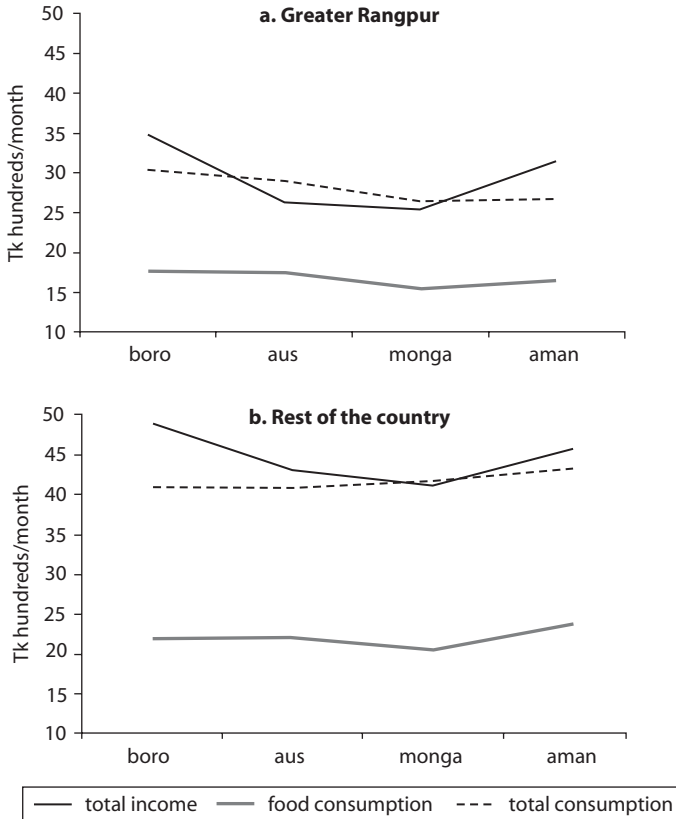 a. Greater Rangpur
Tk hundreds/month
50
45
40
35
30
25
20
15
10
boro aus monga aman
b. Rest of the country
Tk hundreds/month
50
45
40
35
30
25
20
15
10
boro aus monga aman
total income food consumption total consumption